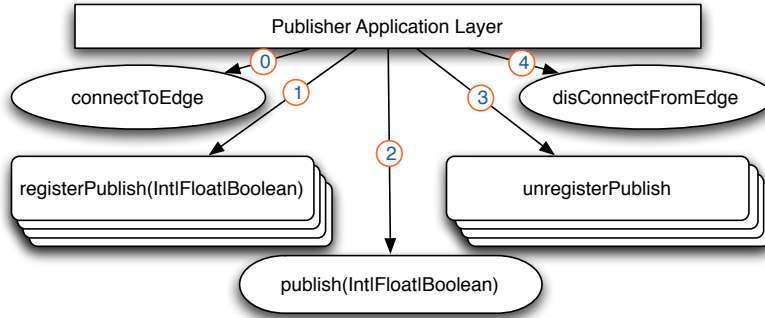 Publisher Application Layer
0
4
connectToEdge
disConnectFromEdge
1
3
2
registerPublish(Int|Float|Boolean)
unregisterPublish
publish(Int|Float|Boolean)